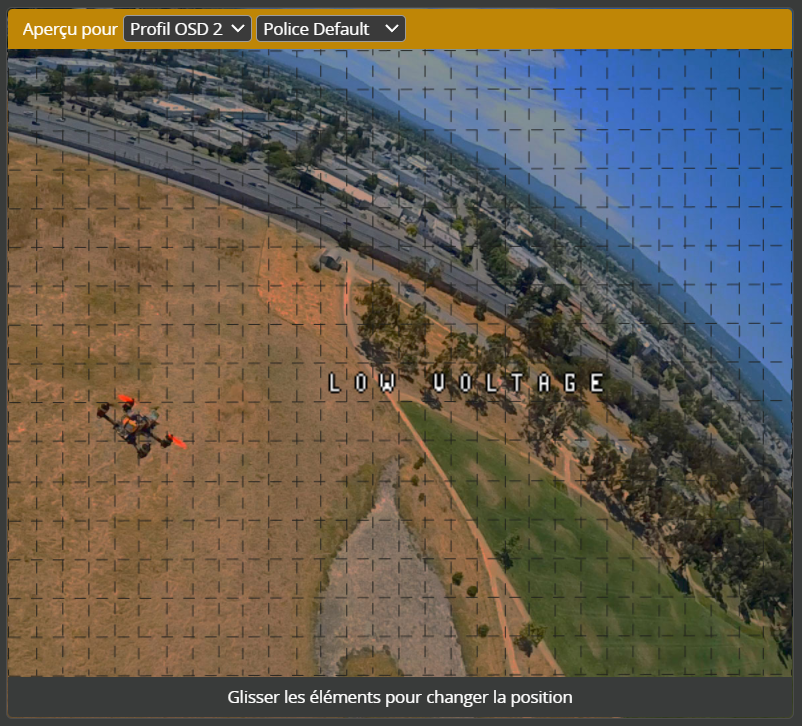 Aperçu pour Profil OSD 2 Police Default
LOW VOLTAGE
Glisser les éléments pour changer la position